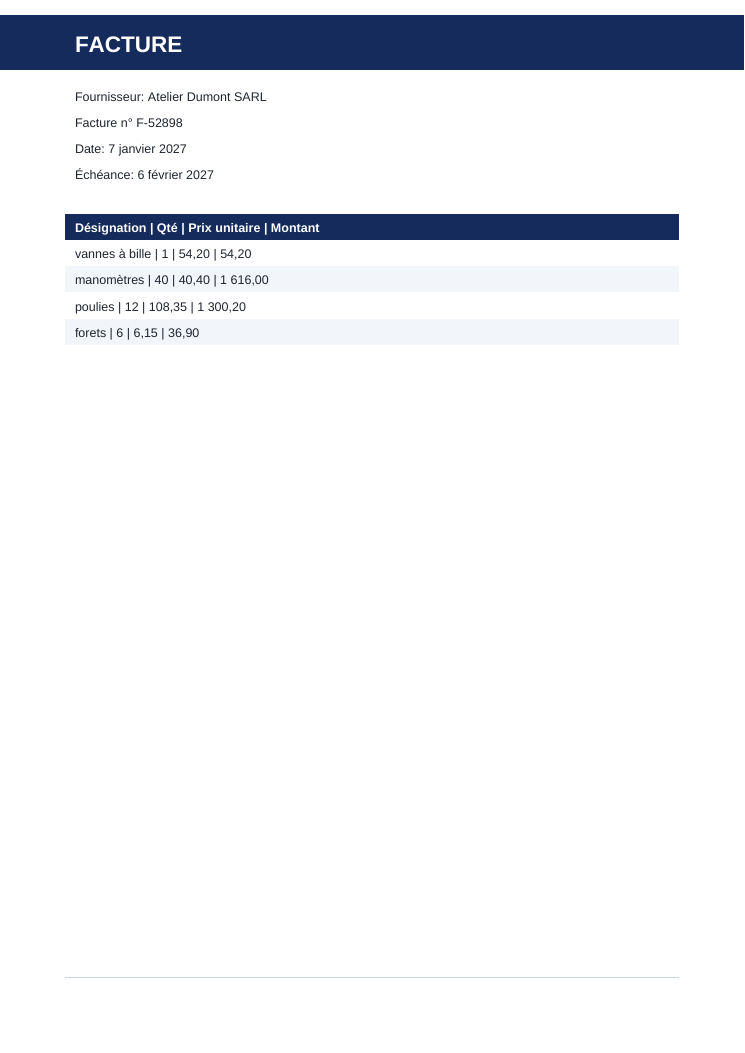 FACTURE
Fournisseur: Atelier Dumont SARL
Facture n° F-52898
Date: 7 janvier 2027
Échéance: 6 février 2027
Désignation | Qté | Prix unitaire | Montant
vannes à bille | 1 | 54,20 | 54,20
manomètres | 40 | 40,40 | 1 616,00
poulies | 12 | 108,35 | 1 300,20
forets | 6 | 6,15 | 36,90